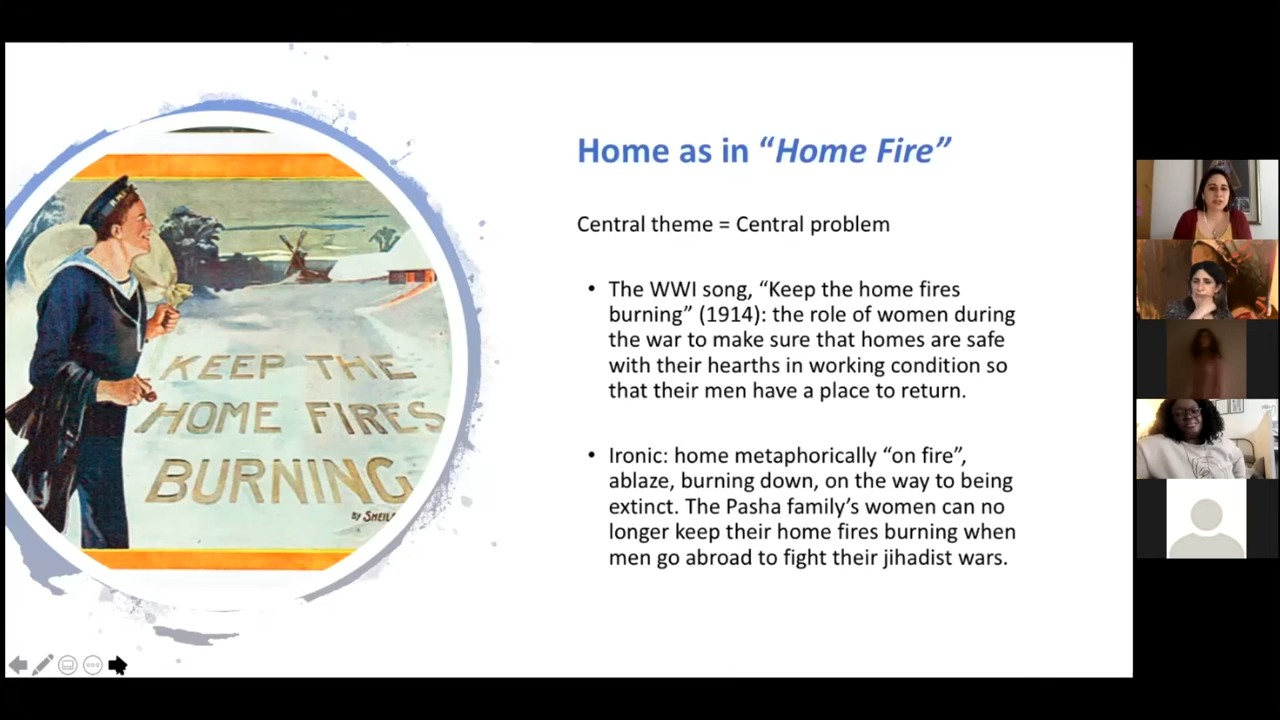 Home as in “Home Fire”
Central theme = Central problem
• The WWI song, “Keep the home fires
burning” (1914): the role of women during
the war to make sure that homes are safe
with their hearths in working condition so
that their men have a place to return.
• Ironic: home metaphorically “on fire”,
ablaze, burning down, on the way to being
extinct. The Pasha family’s women can no
longer keep their home fires burning when
men go abroad to fight their jihadist wars.
KEEP THE
HOME FIRES
BURNING
BY